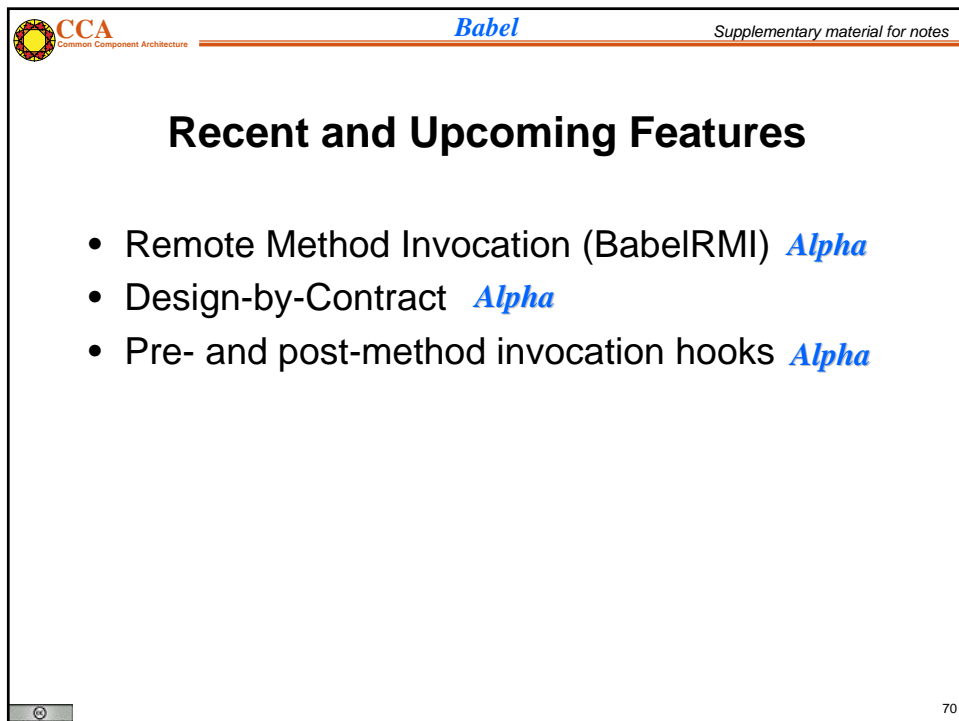 CCA
Common Component Architecture
Babel
Supplementary material for notes
Recent and Upcoming Features
• Remote Method Invocation (BabelRMI) Alpha
• Design-by-Contract Alpha
• Pre- and post-method invocation hooks Alpha
cc
70